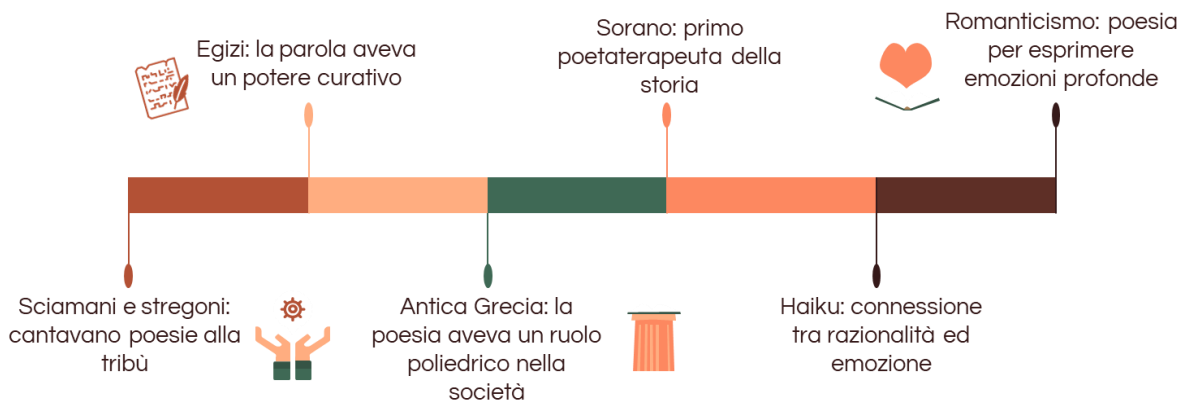 Egizi: la parola aveva
un potere curativo
Sorano: primo
poetaterapeuta della
storia
Romanticismo: poesia
per esprimere
emozioni profonde
Sciamani e stregoni:
cantavano poesie alla
tribù
Antica Grecia: la
poesia aveva un ruolo
poliedrico nella
società
Haiku: connessione
tra razionalità ed
emozione